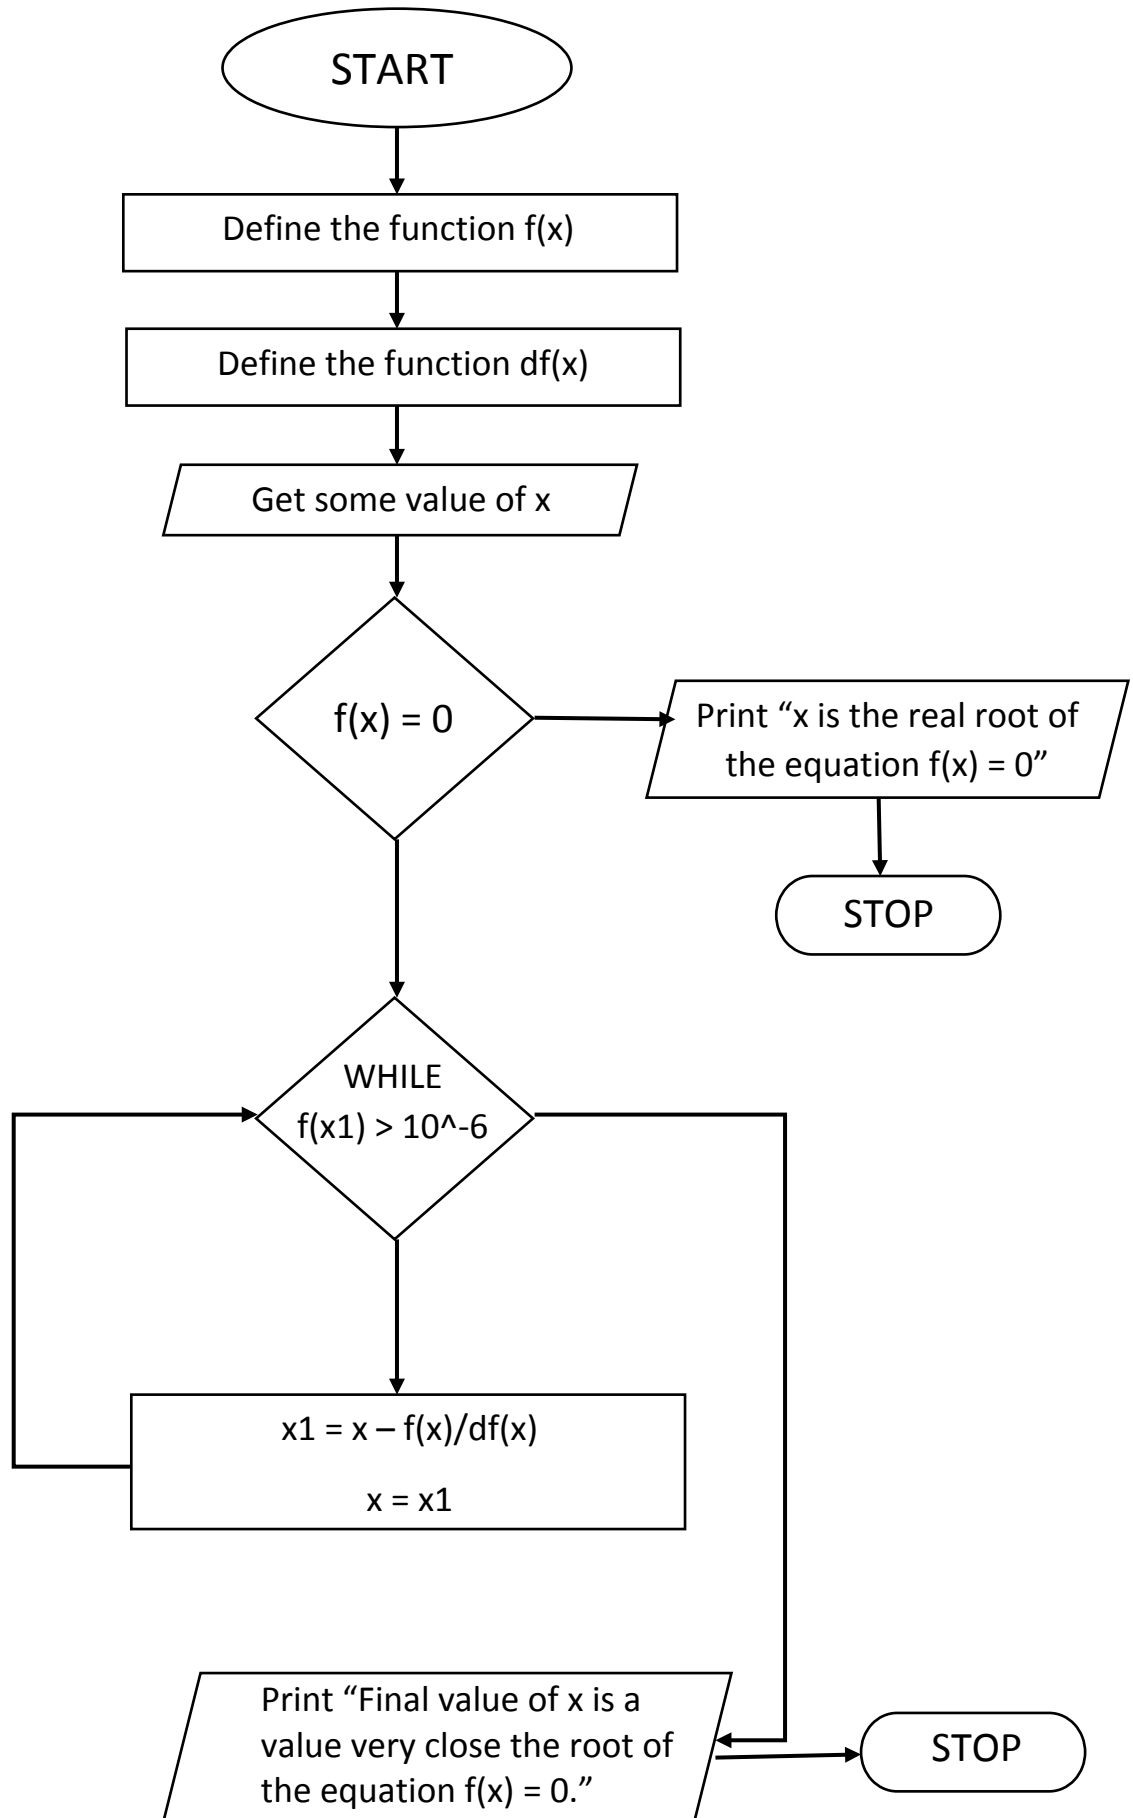 START
Define the function f(x)
Define the function df(x)
Get some value of x
f(x) = 0
Print “x is the real root of
the equation f(x) = 0”
STOP
WHILE
f(x1) > 10^-6
x1 = x – f(x)/df(x)
x = x1
Print “Final value of x is a
value very close the root of
the equation f(x) = 0.”
STOP